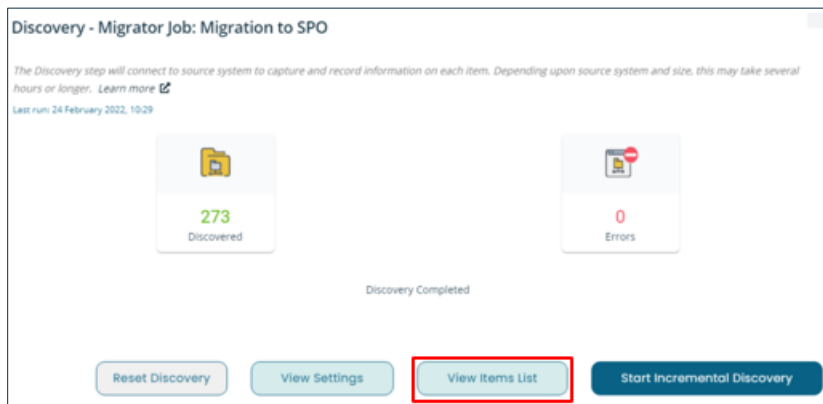 Discovery - Migrator Job: Migration to SPO
The Discovery step will connect to source system to capture and record information on each item. Depending upon source system and size, this may take several
hours or longer. Learn more
Last run: 24 February 2022, 10:29
273
Discovered
0
Errors
Discovery Completed
Reset Discovery
View Settings
View Items List
Start Incremental Discovery